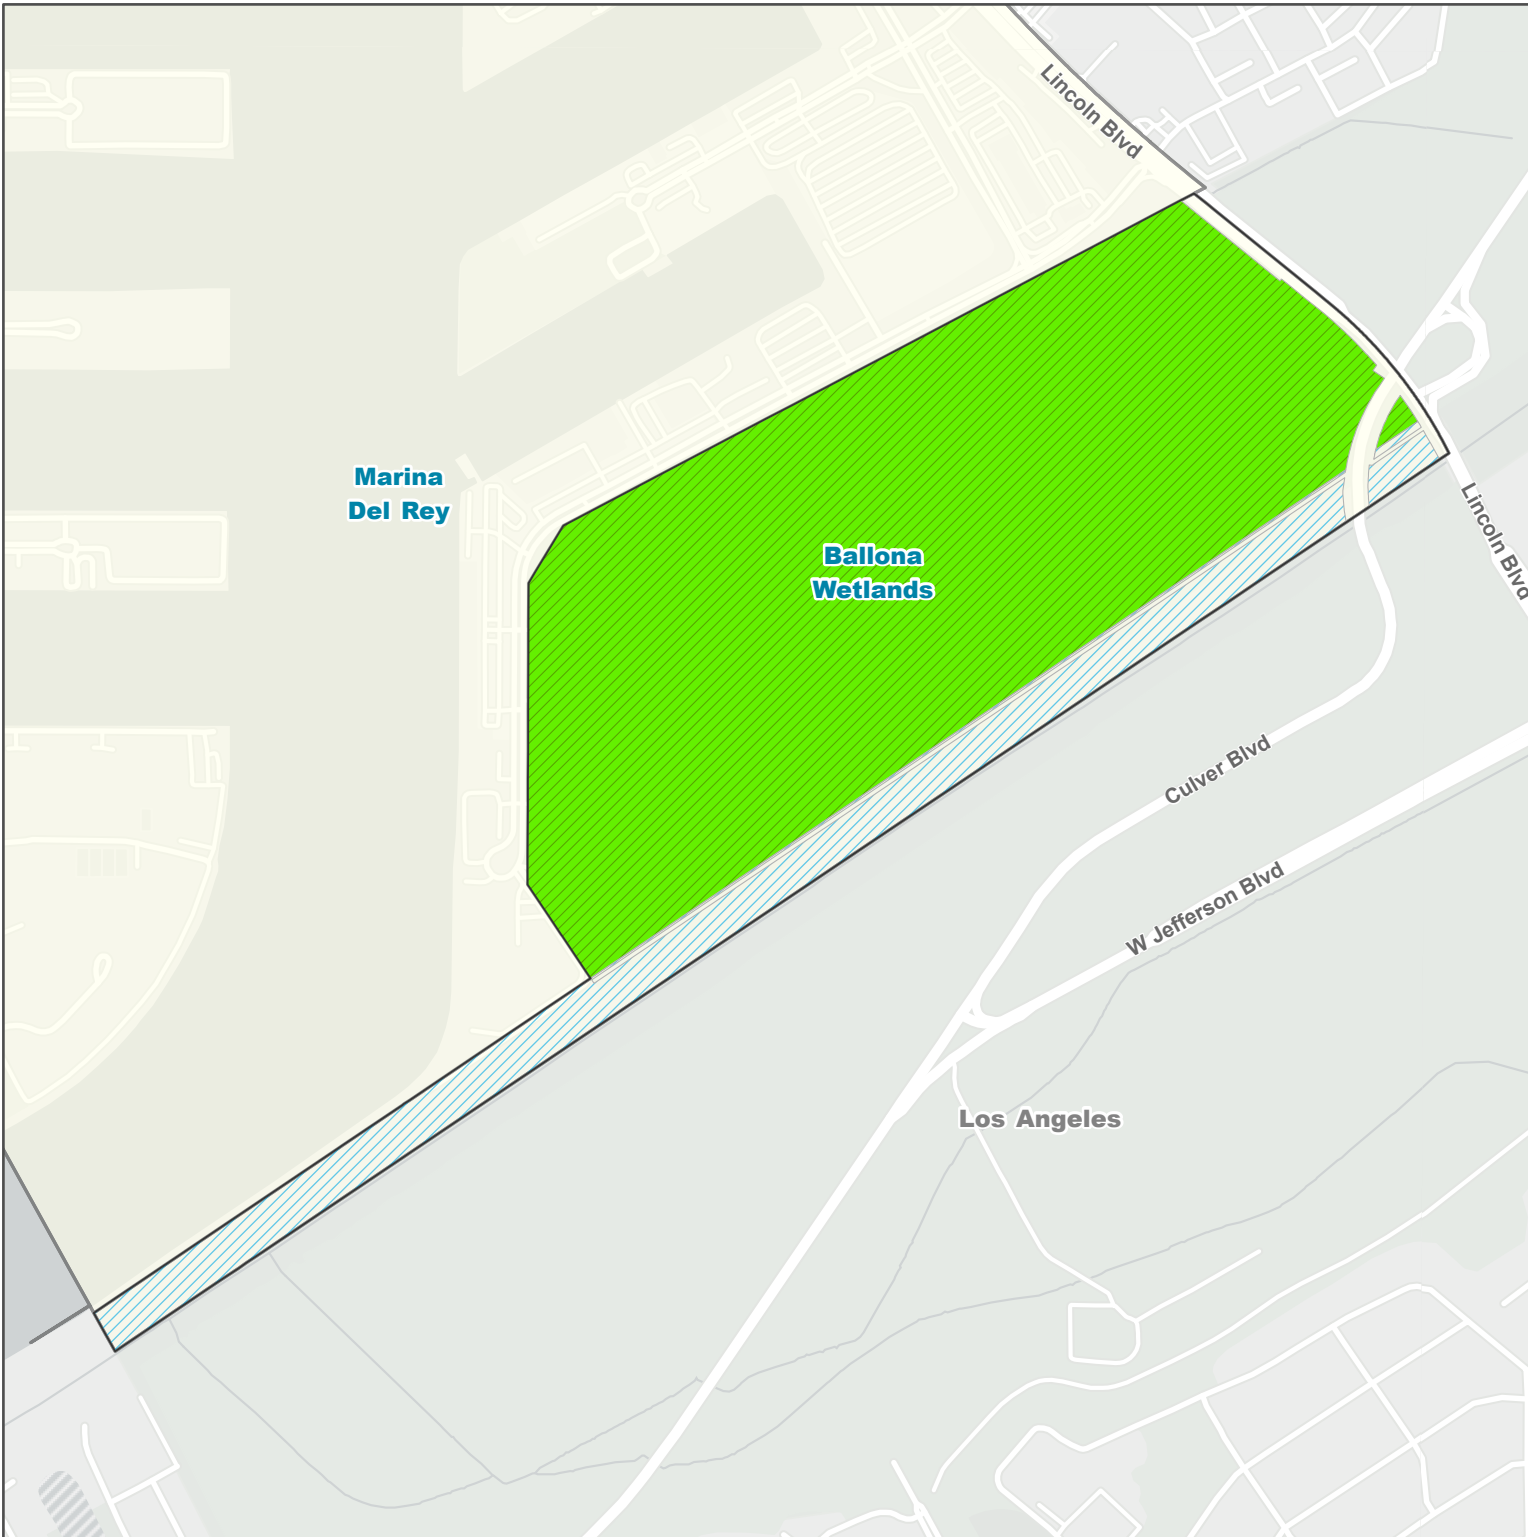 Lincoln Blvd
Marina
Del Rey
Ballona
Wetlands
Lincoln Blvd
Culver Blvd
W Jefferson Blvd
Los Angeles